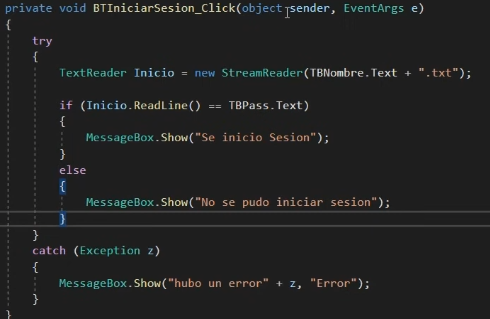 private void BTIniciarSesion_Click(object sender, EventArgs e)
{
try
{
TextReader Inicio = new StreamReader(TBNombre.Text + ".txt");
if (Inicio.ReadLine() == TBPass.Text)
{
MessageBox.Show("Se inicio Sesion");
}
else
{
MessageBox.Show("No se pudo iniciar sesion");
}
}
catch (Exception z)
{
MessageBox.Show("hubo un error" + z, "Error");
}
}